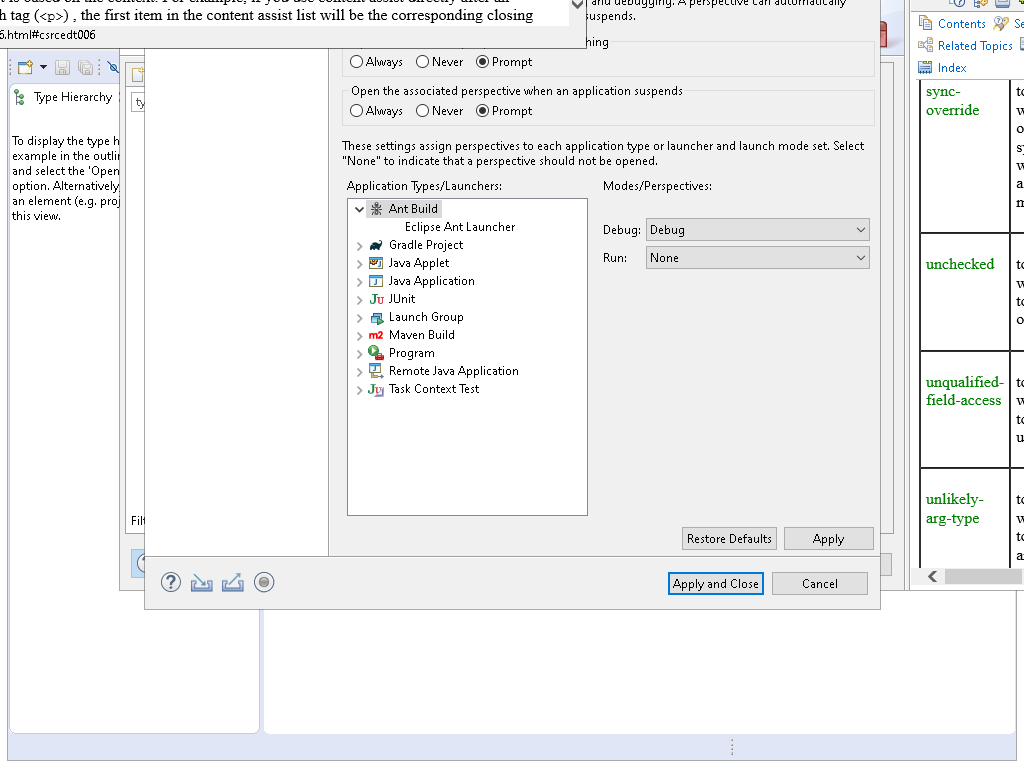 h tag (<p>) , the first item in the content assist list will be the corresponding closing
6.html#csrcedt006
and debugging. A perspective can automatically
suspends.
Contents
Related Topics
Index
Always
Never
Prompt
Open the associated perspective when an application suspends
Always
Never
Prompt
These settings assign perspectives to each application type or launcher and launch mode set. Select
"None" to indicate that a perspective should not be opened.
Application Types/Launchers:
Modes/Perspectives:
Ant Build
Eclipse Ant Launcher
Gradle Project
Java Applet
Java Application
JUnit
Launch Group
Maven Build
Program
Remote Java Application
Task Context Test
Debug: Debug
Run: None
Restore Defaults
Apply
Apply and Close
Cancel
Type Hierarchy
To display the type h
example in the outli
and select the 'Open
option. Alternatively
an element (e.g. proj
this view.
ty
Filt
sync-
override
unchecked
unqualified-
field-access
unlikely-
arg-type